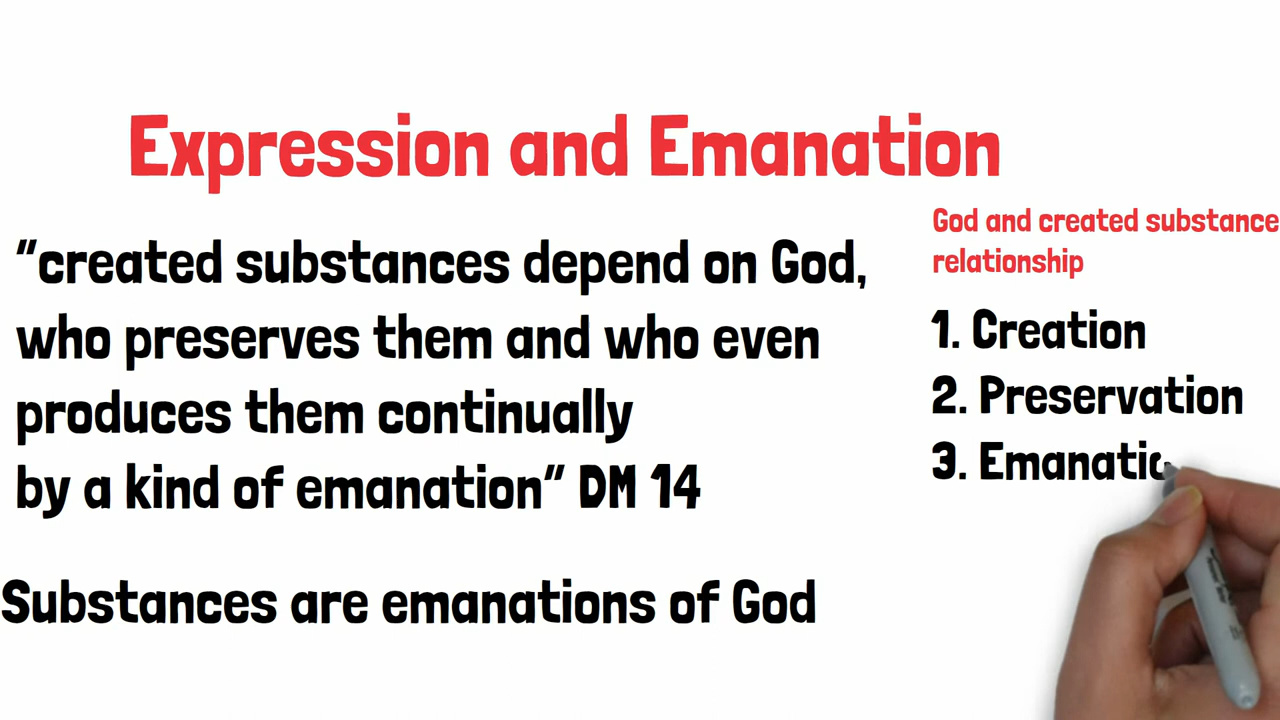 Expression and Emanation
"created substances depend on God,
who preserves them and who even
produces them continually
by a kind of emanation" DM 14
Substances are emanations of God
God and created substance
relationship
1. Creation
2. Preservation
3. Emanatio